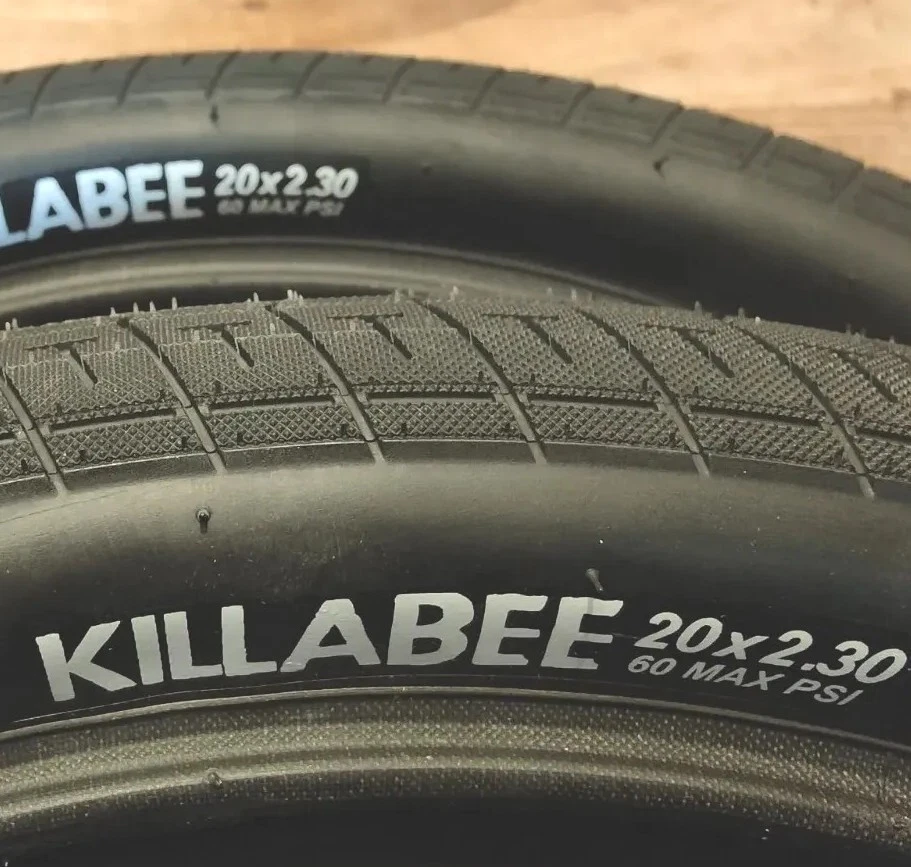 LABEE 20x2.30
60 MAX PSI
KILLABEE 20x2.30
60 MAX PSI